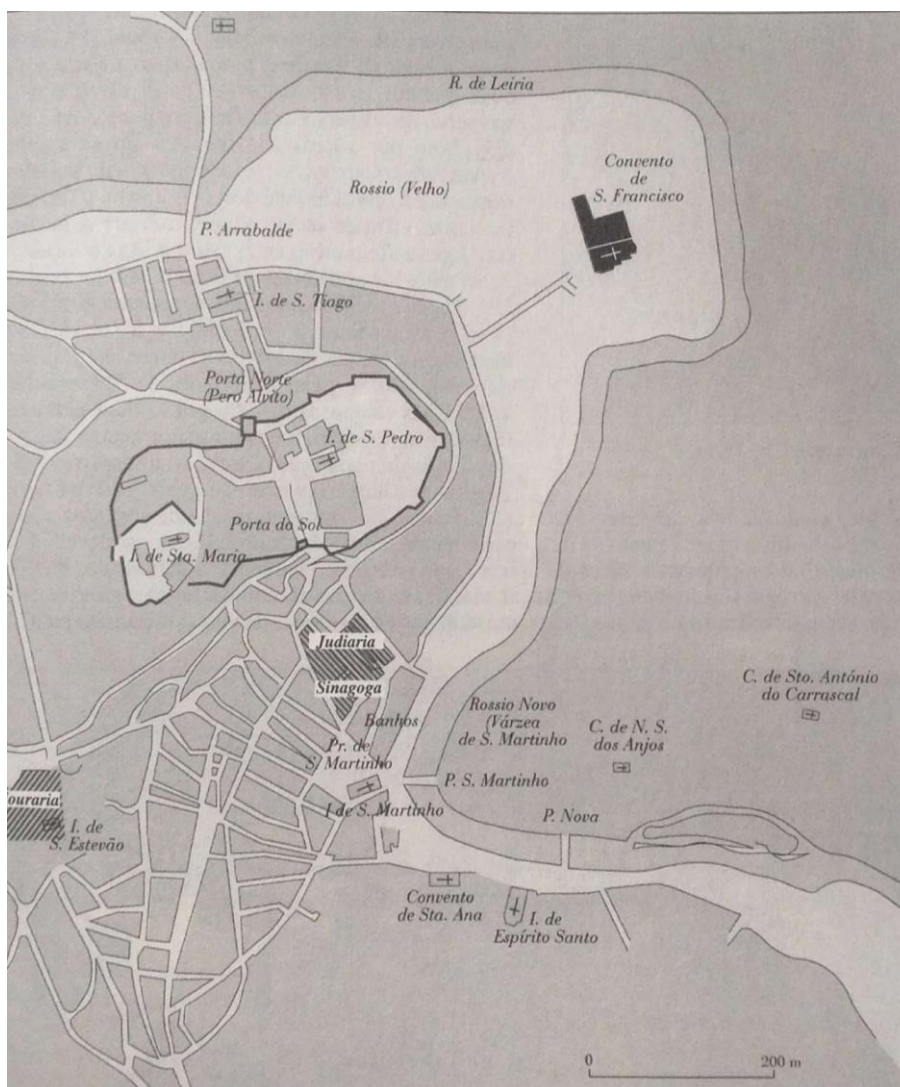 R. de Leiria
Convento
de
S. Francisco
Rossio (Velho)
P. Arrabalde
I. de S. Tiago
Porta Norte
(Pero Alvito)
I. de S. Pedro
Porta do Sol
I. de Sta. Maria
Judiaria
Sinagoga
Banhos
Rossio Novo
(Várzea
de S. Martinho
C. de Sto. António
do Carrascal
C. de N. S.
dos Anjos
Pr. de
S. Martinho
P. S. Martinho
I de S. Martinho
P. Nova
ouraria
I. de
S. Estevão
Convento
de Sta. Ana
I. de
Espírito Santo
0 200 m